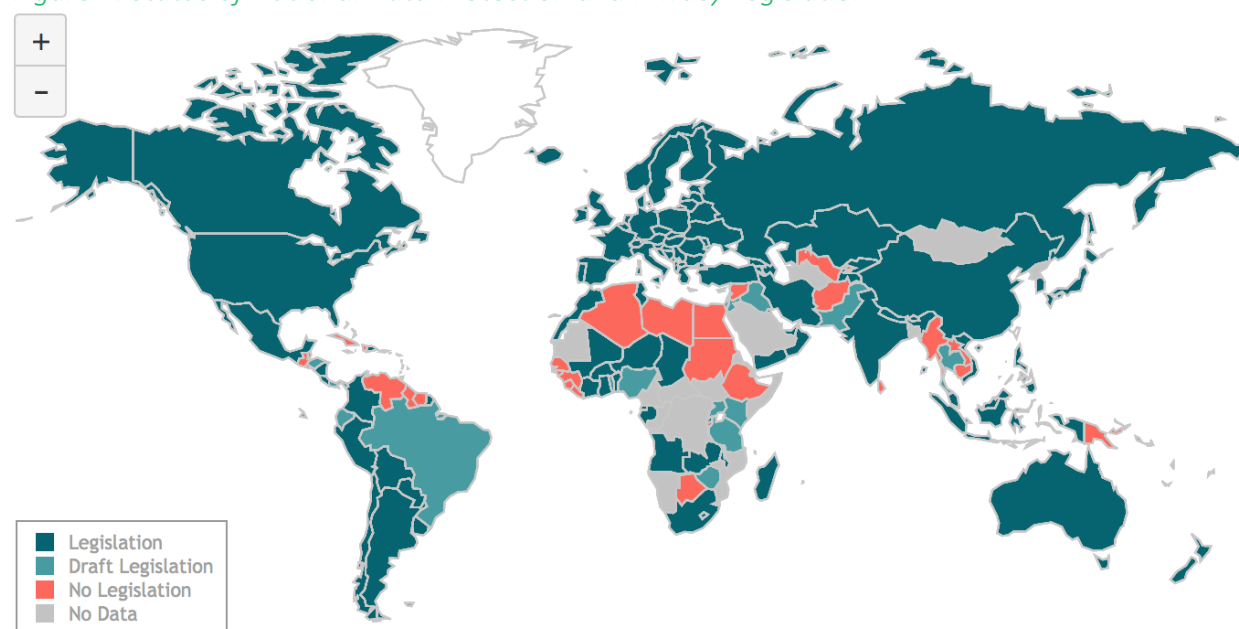 +
−
Legislation
Draft Legislation
No Legislation
No Data